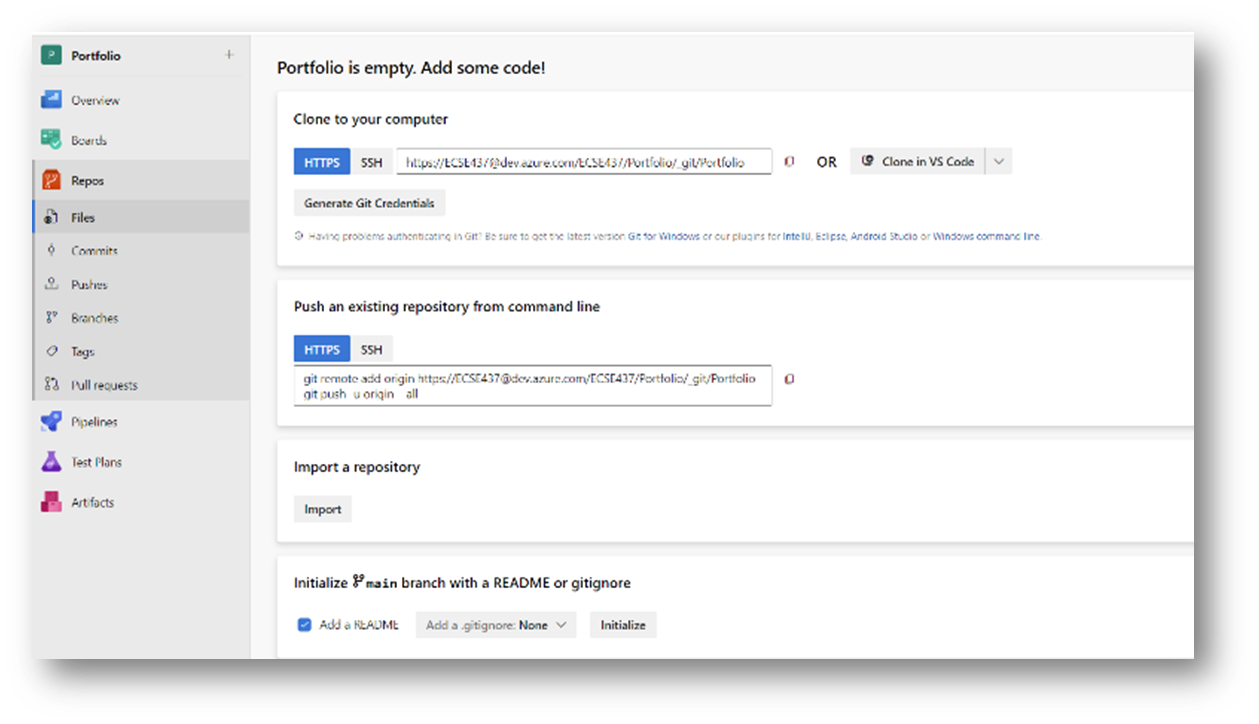 P Portfolio +
Overview
Boards
Repos
Files
Commits
Pushes
Branches
Tags
Pull requests
Pipelines
Test Plans
Artifacts
Portfolio is empty. Add some code!
Clone to your computer
HTTPS SSH https://ECSE437@dev.azure.com/ECSE437/Portfolio/_git/Portfolio OR Clone in VS Code
Generate Git Credentials
Having problems authenticating in Git? Be sure to get the latest version Git for Windows or our plugins for IntelliJ, Eclipse, Android Studio or Windows command line.
Push an existing repository from command line
HTTPS SSH
git remote add origin https://ECSE437@dev.azure.com/ECSE437/Portfolio/_git/Portfolio
git push u origin all
Import a repository
Import
Initialize main branch with a README or gitignore
Add a README Add a .gitignore: None Initialize